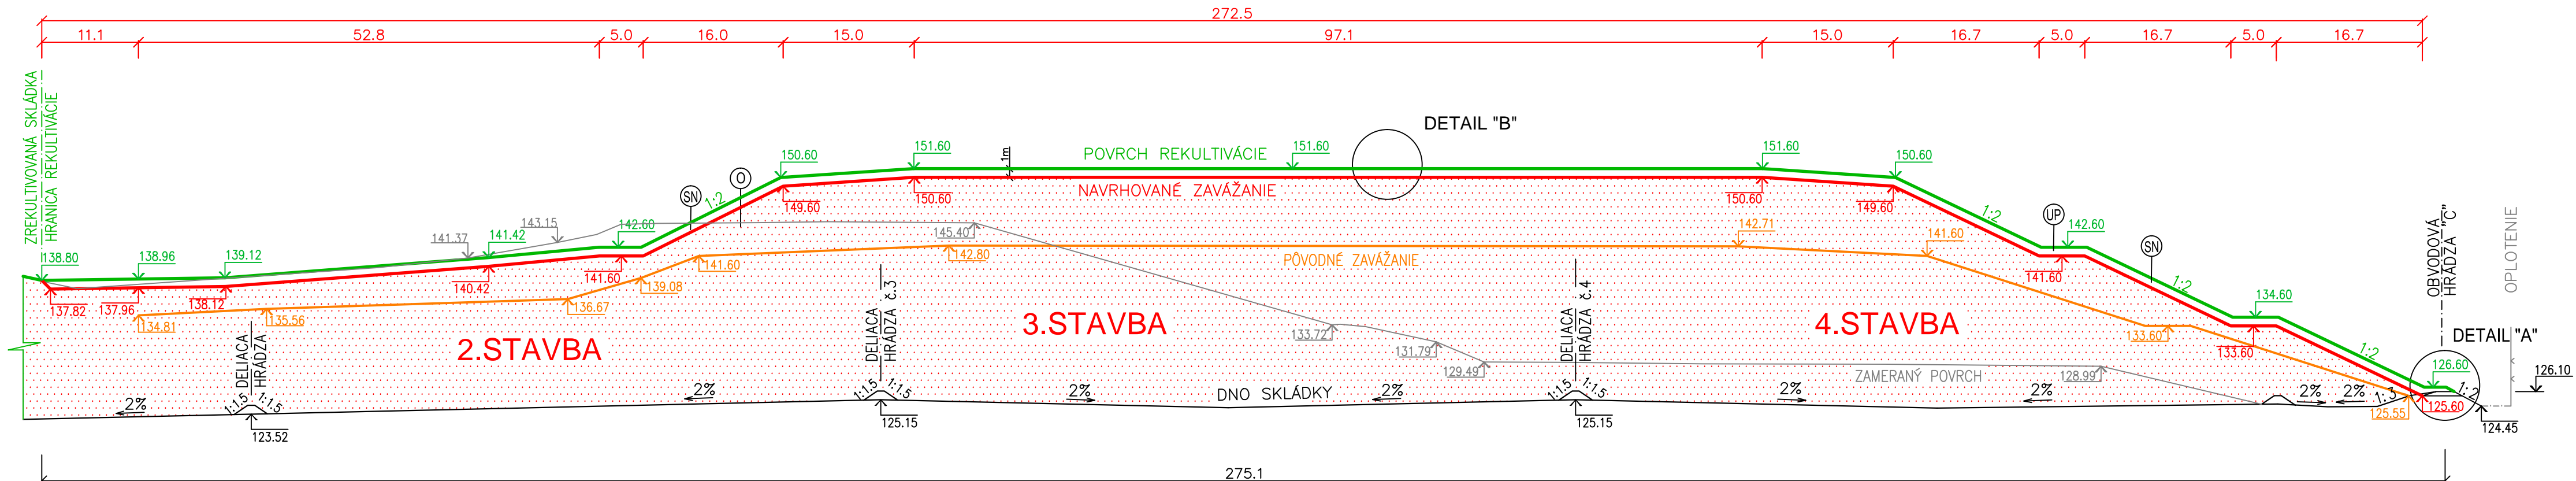 272.5
11.1 52.8 5.0 16.0 15.0 97.1 15.0 16.7 5.0 16.7 5.0 16.7
ZREKULTIVOVANÁ SKLÁDKA
HRANICA REKULTIVÁCIE
DETAIL "B"
POVRCH REKULTIVÁCIE
NAVRHOVANÉ ZAVÁŽANIE
PÔVODNÉ ZAVÁŽANIE
1m
138.80
138.96
139.12
141.37
141.42
143.15
142.60
SN
O
1:2
150.60
151.60
151.60
151.60
150.60
1:2
UP
142.60
SN
1:2
134.60
1:2
126.60
1:2
137.82
137.96
138.12
140.42
141.60
149.60
150.60
150.60
149.60
141.60
133.60
125.60
134.81
135.56
136.67
139.08
141.60
142.80
142.71
141.60
133.60
125.55
145.40
133.72
131.79
129.49
ZAMERANÝ POVRCH
128.99
2.STAVBA
3.STAVBA
4.STAVBA
DELIACA
HRÁDZA
DELIACA
HRÁDZA č.3
DELIACA
HRÁDZA č.4
OBVODOVÁ
HRÁDZA "C"
OPLOTENIE
DETAIL "A"
126.10
124.45
DNO SKLÁDKY
2%
1:1.5
1:1.5
123.52
2%
1:1.5
1:1.5
125.15
2%
2%
1:1.5
1:1.5
125.15
2%
2%
2%
2%
1:3
275.1